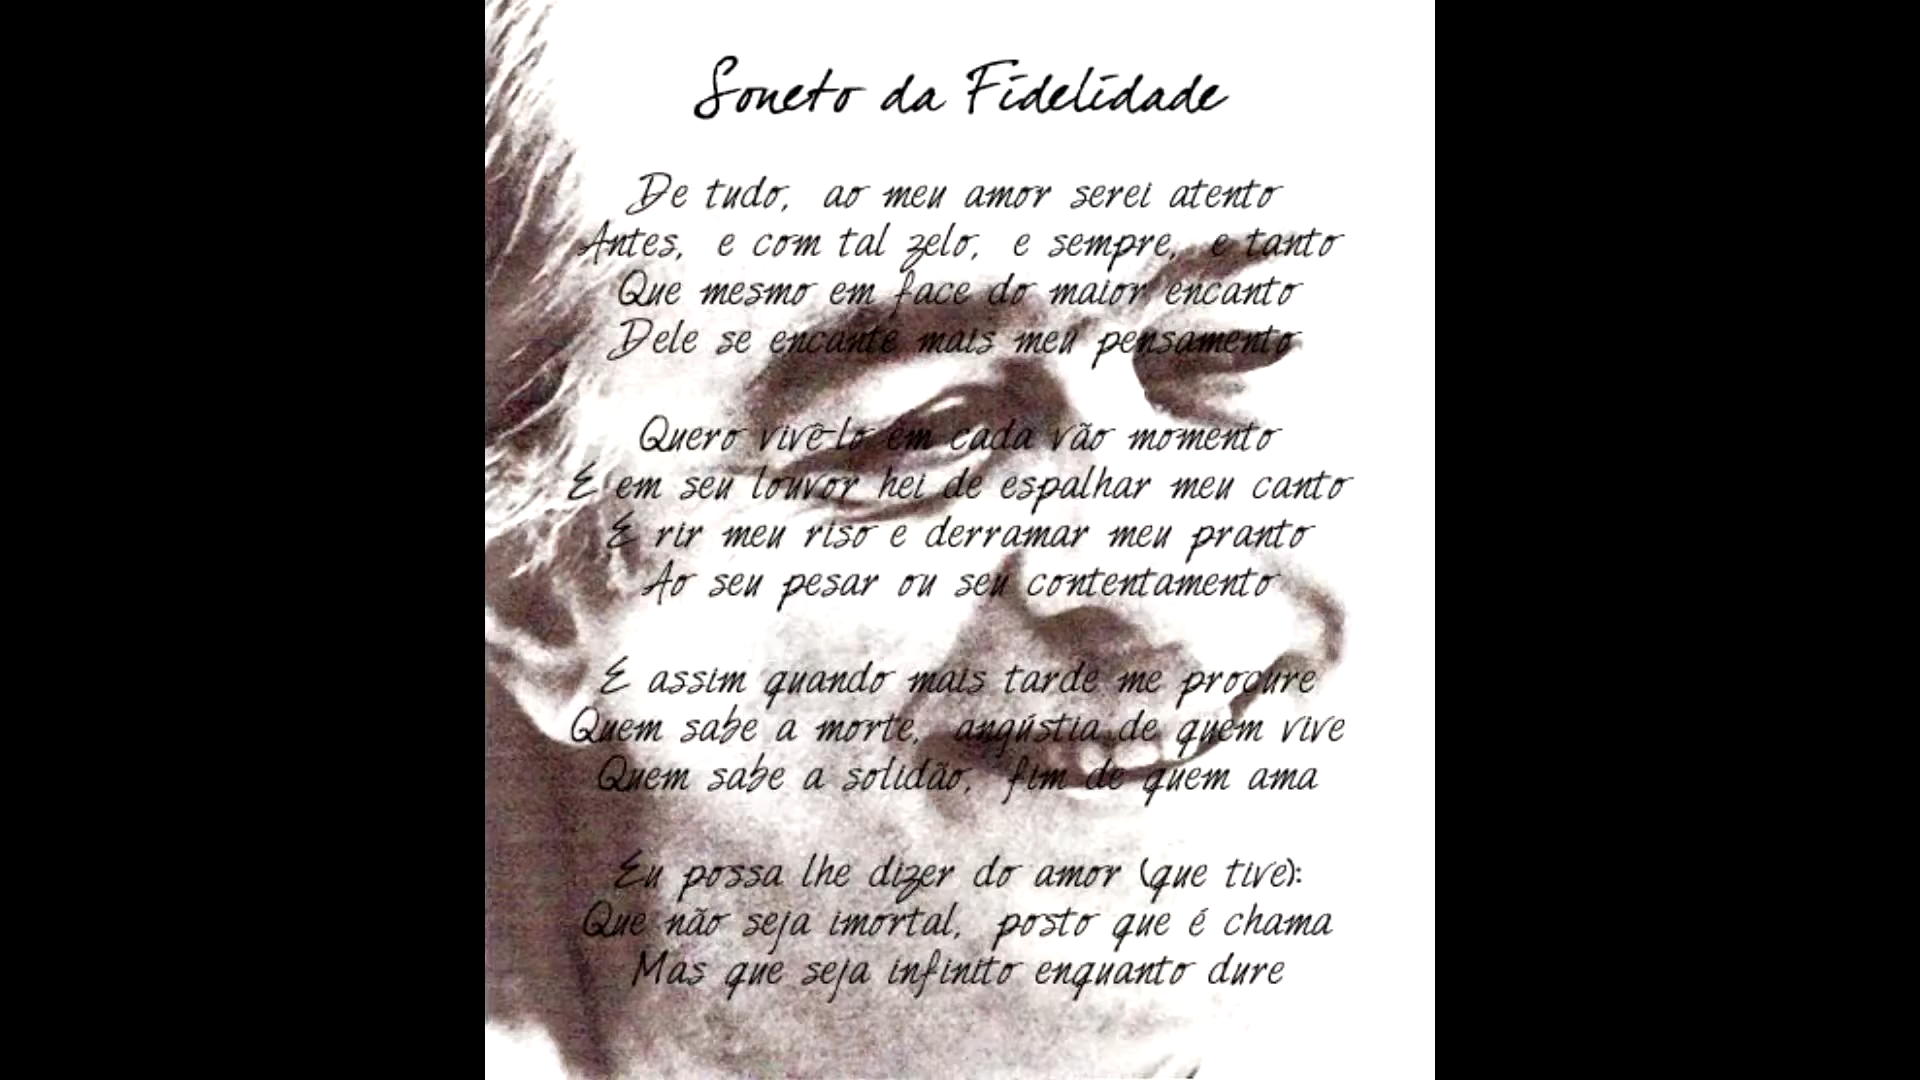 Soneto da Fidelidade
De tudo, ao meu amor serei atento
Antes, e com tal zelo, e sempre, e tanto
Que mesmo em face do maior encanto
Dele se encante mais meu pensamento
Quero vivê-lo em cada vão momento
E em seu louvor hei de espalhar meu canto
E rir meu riso e derramar meu pranto
Ao seu pesar ou seu contentamento
E assim quando mais tarde me procure
Quem sabe a morte, angústia de quem vive
Quem sabe a solidão, fim de quem ama
Eu possa lhe dizer do amor (que tive):
Que não seja imortal, posto que é chama
Mas que seja infinito enquanto dure